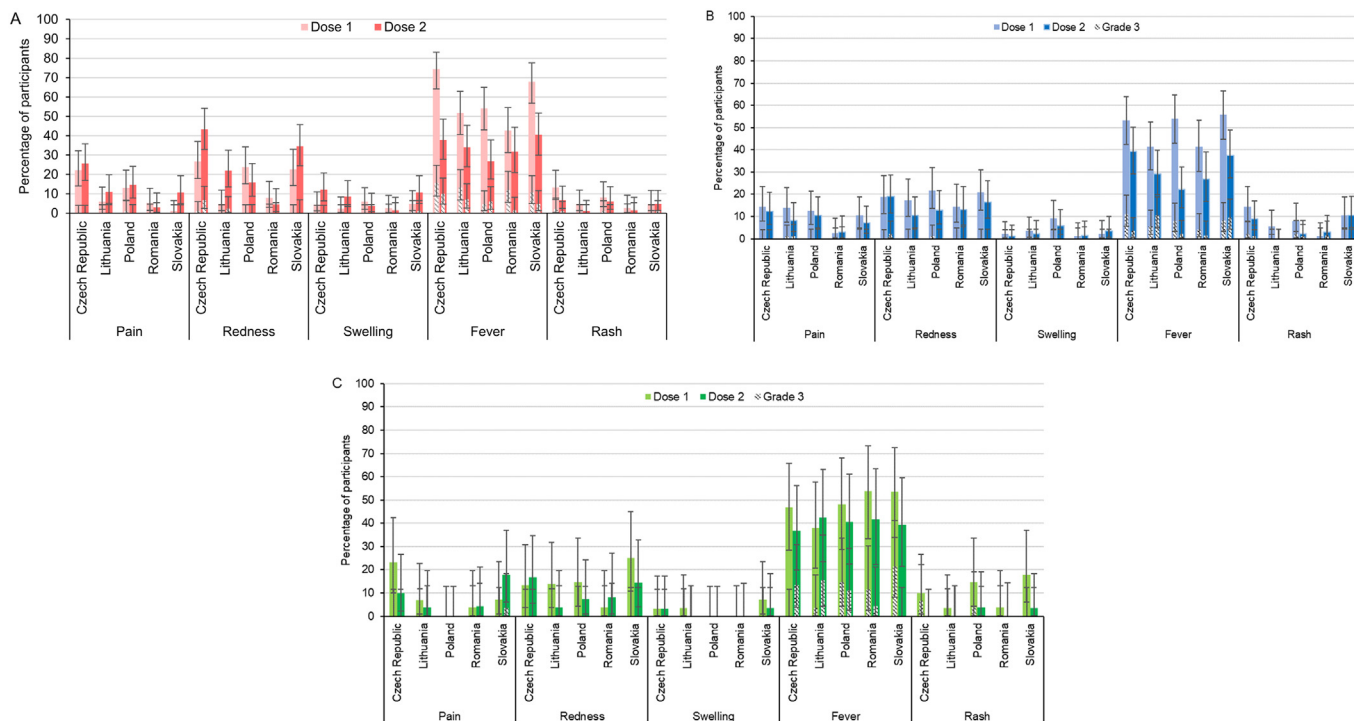 A
Dose 1 Dose 2
Percentage of participants
100
90
80
70
60
50
40
30
20
10
0
Czech Republic Lithuania Poland Romania Slovakia Czech Republic Lithuania Poland Romania Slovakia Czech Republic Lithuania Poland Romania Slovakia Czech Republic Lithuania Poland Romania Slovakia Czech Republic Lithuania Poland Romania Slovakia
Pain Redness Swelling Fever Rash
B
Dose 1 Dose 2 Grade 3
Percentage of participants
100
90
80
70
60
50
40
30
20
10
0
Czech Republic Lithuania Poland Romania Slovakia Czech Republic Lithuania Poland Romania Slovakia Czech Republic Lithuania Poland Romania Slovakia Czech Republic Lithuania Poland Romania Slovakia Czech Republic Lithuania Poland Romania Slovakia
Pain Redness Swelling Fever Rash
C
Dose 1 Dose 2 Grade 3
Percentage of participants
100
90
80
70
60
50
40
30
20
10
0
Czech Republic Lithuania Poland Romania Slovakia Czech Republic Lithuania Poland Romania Slovakia Czech Republic Lithuania Poland Romania Slovakia Czech Republic Lithuania Poland Romania Slovakia Czech Republic Lithuania Poland Romania Slovakia
Pain Redness Swelling Fever Rash